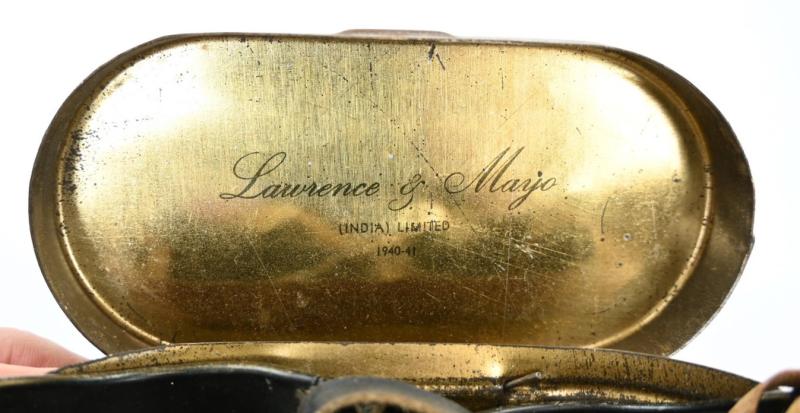 Lawrence & Mayo
(INDIA) LIMITED
1940-41